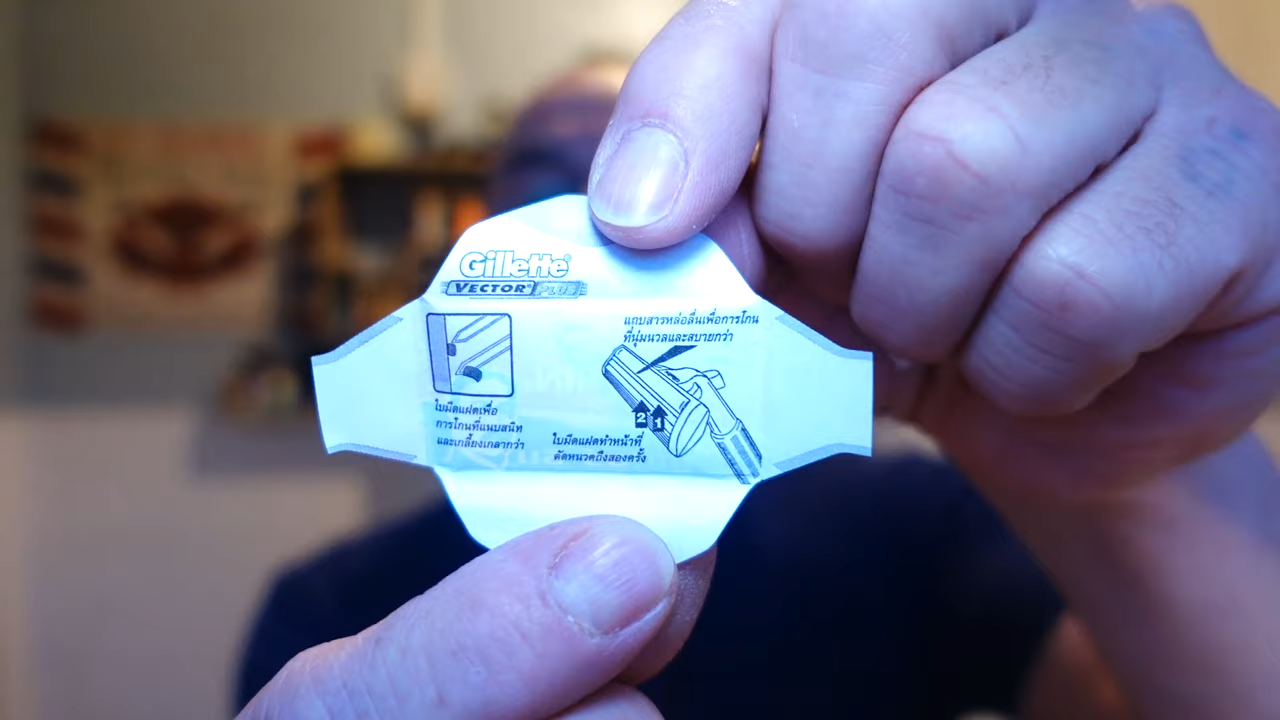 Gillette®
VECTOR® PLUS
แถบสารหล่อลื่นเพื่อการโกน
ที่นุ่มนวลและสบายกว่า
2 1
ใบมีดแฝดเพื่อ
การโกนที่แนบสนิท
และเกลี้ยงเกลากว่า
ใบมีดแฝดทำหน้าที่
ตัดหนวดถึงสองครั้ง